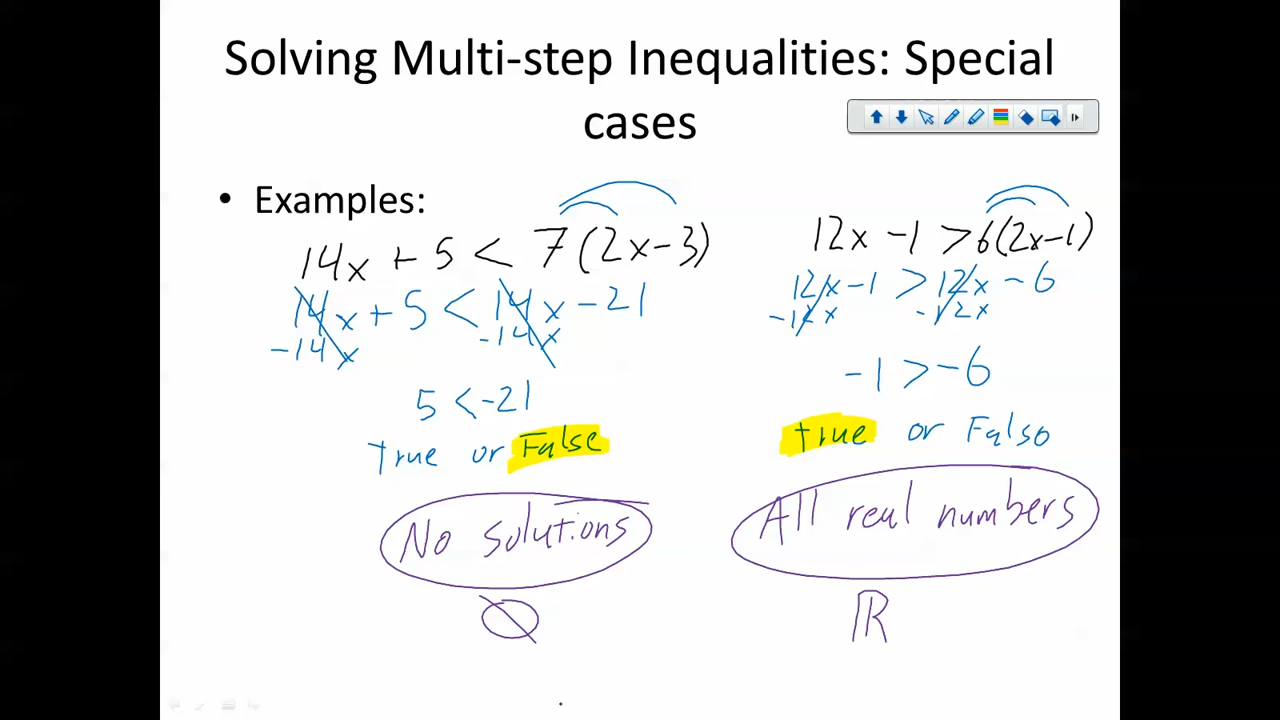 Solving Multi-step Inequalities: Special
cases
• Examples:
14x + 5 < 7(2x-3)
14x + 5 < 14x - 21
-14x -14x
5 < -21
True or False
No solutions
∅
12x - 1 > 6(2x-1)
12x - 1 > 12x - 6
-12x -12x
-1 > -6
True or Falso
All real numbers
ℝ